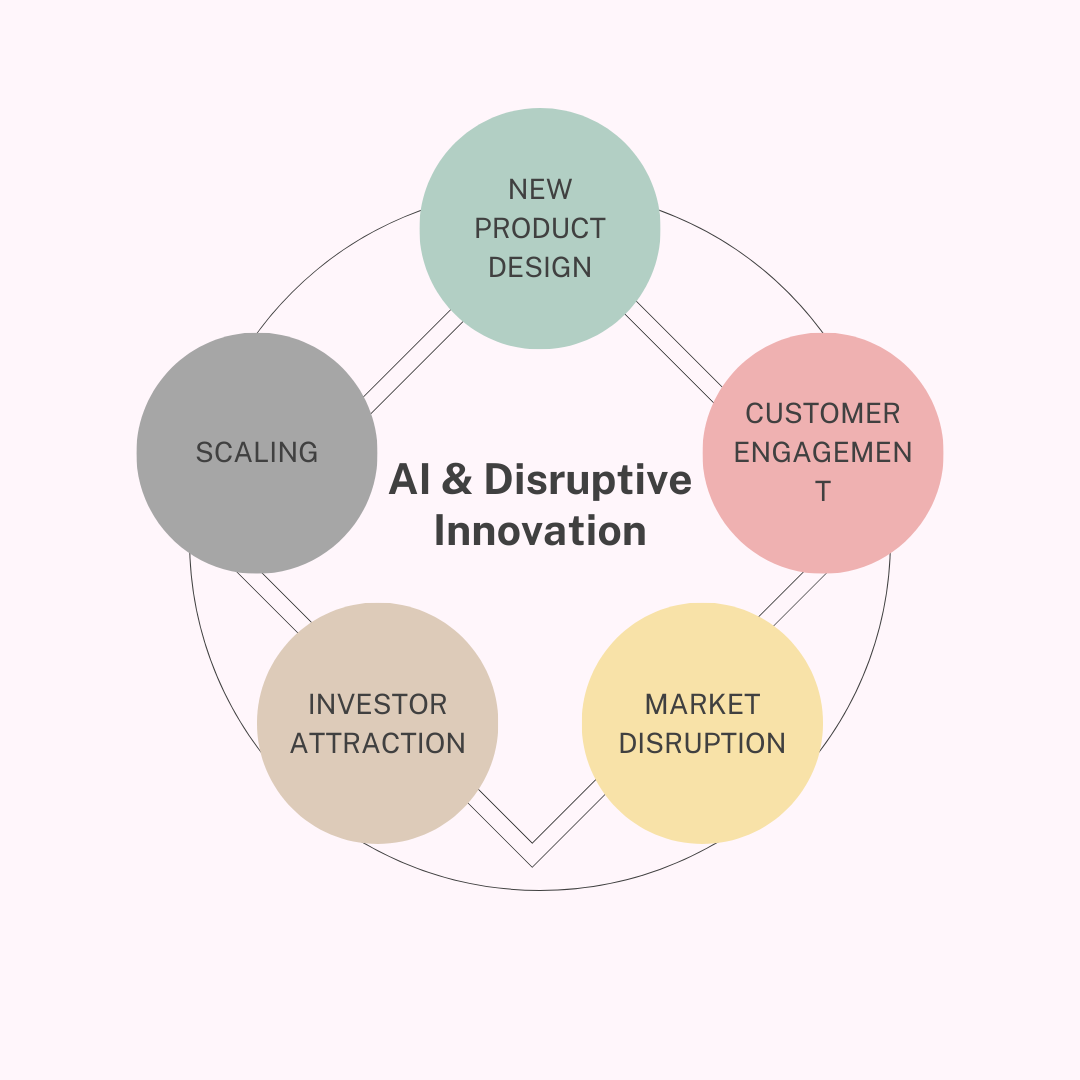 NEW
PRODUCT
DESIGN
CUSTOMER
ENGAGEMEN
T
SCALING
AI & Disruptive
Innovation
INVESTOR
ATTRACTION
MARKET
DISRUPTION